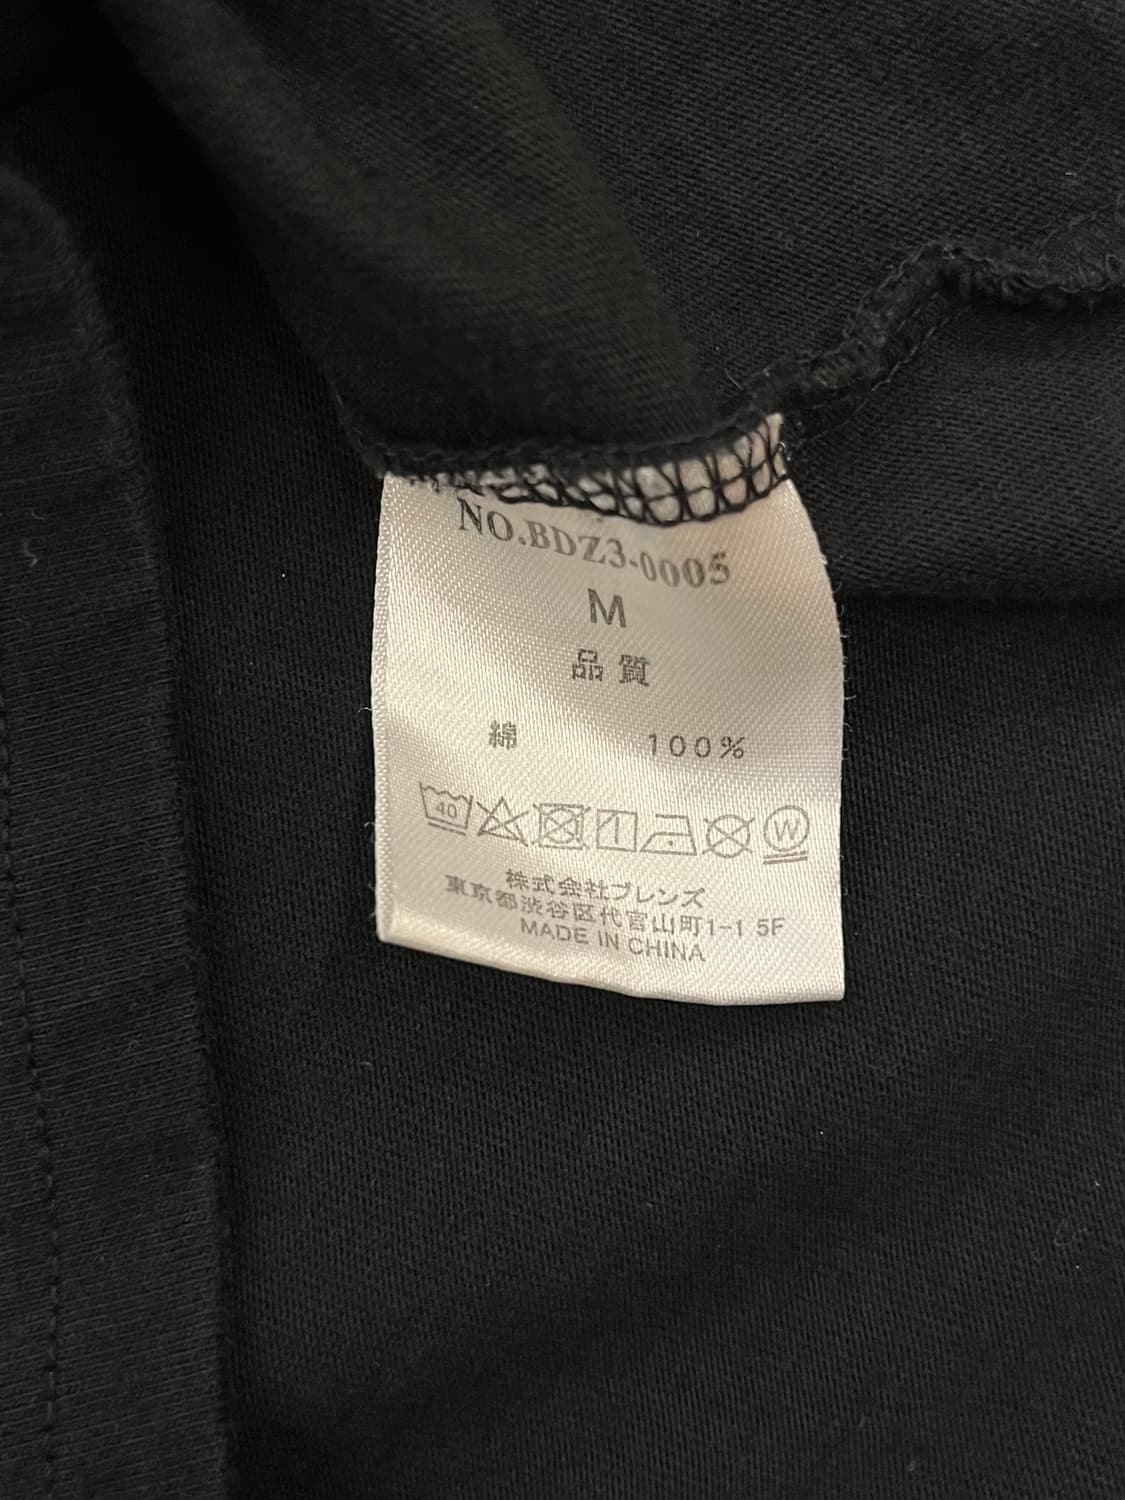 NO.BDZ3-0005
M
品質
綿 100%
40
W
株式会社ブレンズ
東京都渋谷区代官山町1-1 5F
MADE IN CHINA